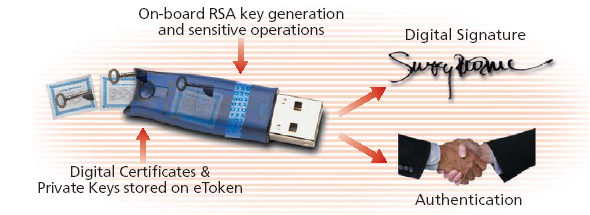 On-board RSA key generation
and sensitive operations
Digital Signature
Digital Certificates &
Private Keys stored on eToken
Authentication